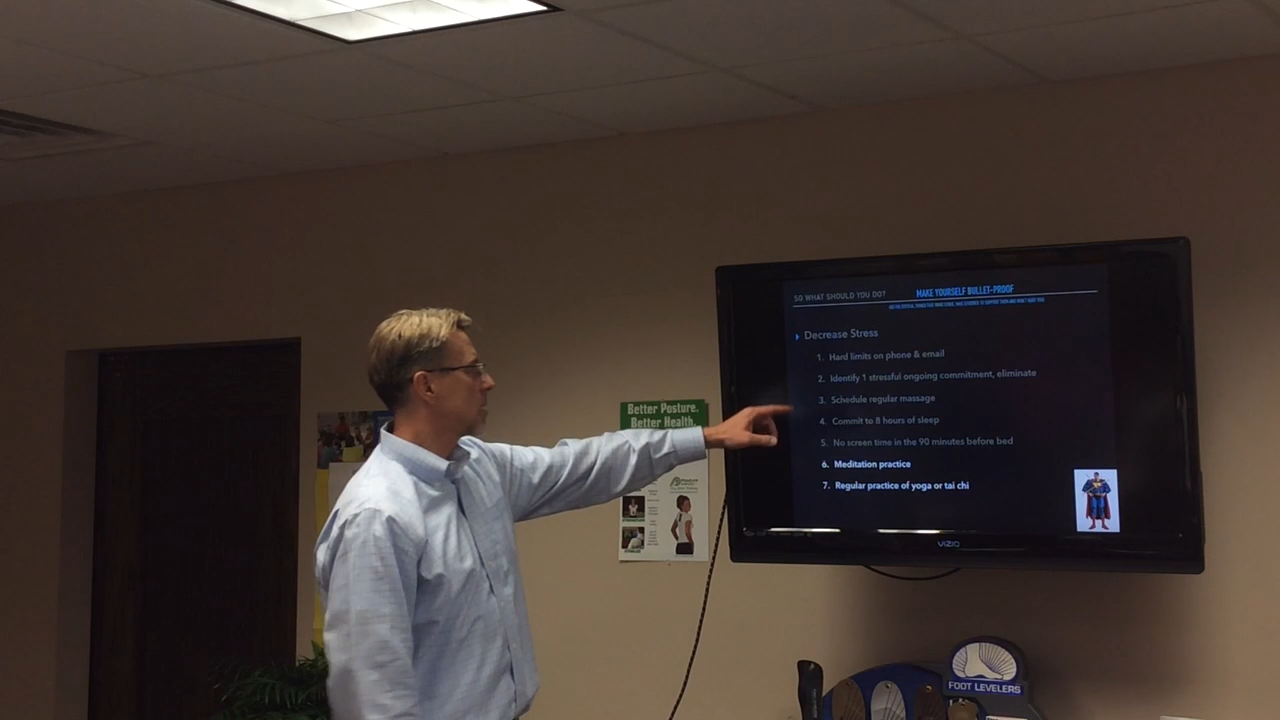 SO WHAT SHOULD YOU DO? MAKE YOURSELF BULLET-PROOF
Decrease Stress
1. Hard limits on phone & email
2. Identify 1 stressful ongoing commitment, eliminate
3. Schedule regular massage
4. Commit to 8 hours of sleep
5. No screen time in the 90 minutes before bed
6. Meditation practice
7. Regular practice of yoga or tai chi
VIZIO
Better Posture.
Better Health.
FOOT LEVELERS